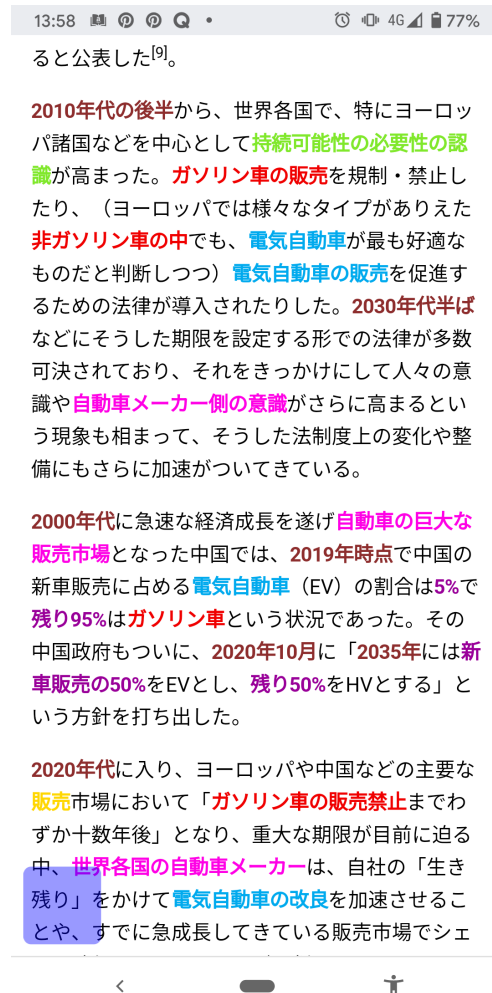 13:58 4G 77%
ると公表した[9]。
2010年代の後半から、世界各国で、特にヨーロッ
パ諸国などを中心として持続可能性の必要性の認
識が高まった。ガソリン車の販売を規制・禁止し
たり、（ヨーロッパでは様々なタイプがありえた
非ガソリン車の中でも、電気自動車が最も好適な
ものだと判断しつつ）電気自動車の販売を促進す
るための法律が導入されたりした。2030年代半ば
などにそうした期限を設定する形での法律が多数
可決されており、それをきっかけにして人々の意
識や自動車メーカー側の意識がさらに高まるとい
う現象も相まって、そうした法制度上の変化や整
備にもさらに加速がついてきている。
2000年代に急速な経済成長を遂げ自動車の巨大な
販売市場となった中国では、2019年時点で中国の
新車販売に占める電気自動車（EV）の割合は5%で
残り95%はガソリン車という状況であった。その
中国政府もついに、2020年10月に「2035年には新
車販売の50%をEVとし、残り50%をHVとする」と
いう方針を打ち出した。
2020年代に入り、ヨーロッパや中国などの主要な
販売市場において「ガソリン車の販売禁止までわ
ずか十数年後」となり、重大な期限が目前に迫る
中、世界各国の自動車メーカーは、自社の「生き
残り」をかけて電気自動車の改良を加速させるこ
とや、すでに急成長してきている販売市場でシェ